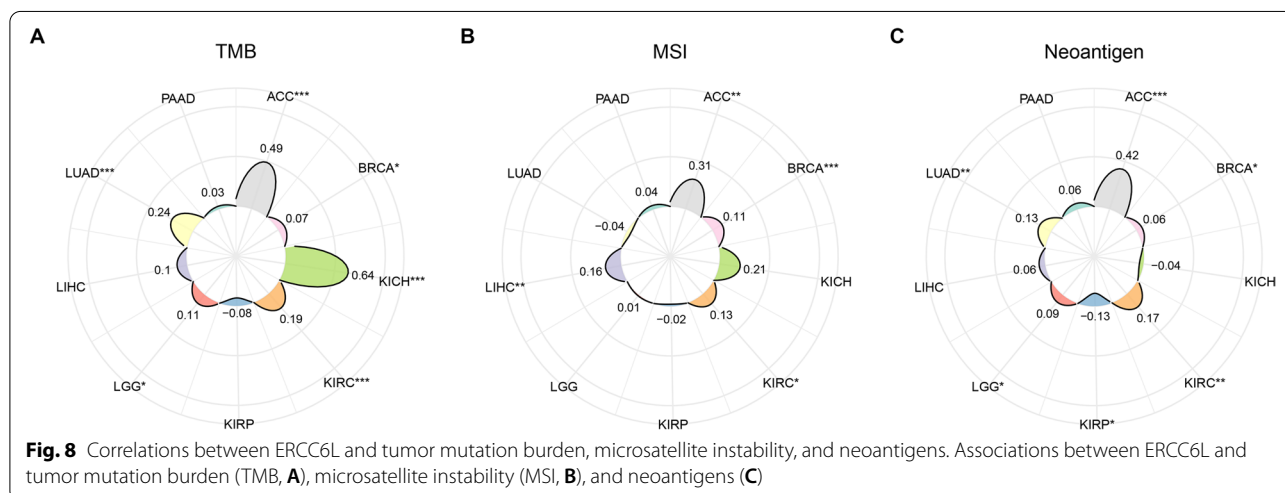 A
TMB
PAAD
ACC***
BRCA*
KICH***
KIRC***
KIRP
LGG*
LIHC
LUAD***
0.03
0.49
0.07
0.64
0.19
−0.08
0.11
0.1
0.24
B
MSI
PAAD
ACC**
BRCA***
KICH
KIRC*
KIRP
LGG
LIHC**
LUAD
0.04
0.31
0.11
0.21
0.13
−0.02
0.01
0.16
−0.04
C
Neoantigen
PAAD
ACC***
BRCA*
KICH
KIRC**
KIRP*
LGG*
LIHC
LUAD**
0.06
0.42
0.06
−0.04
0.17
−0.13
0.09
0.06
0.13
Fig. 8 Correlations between ERCC6L and tumor mutation burden, microsatellite instability, and neoantigens. Associations between ERCC6L and
tumor mutation burden (TMB, A), microsatellite instability (MSI, B), and neoantigens (C)